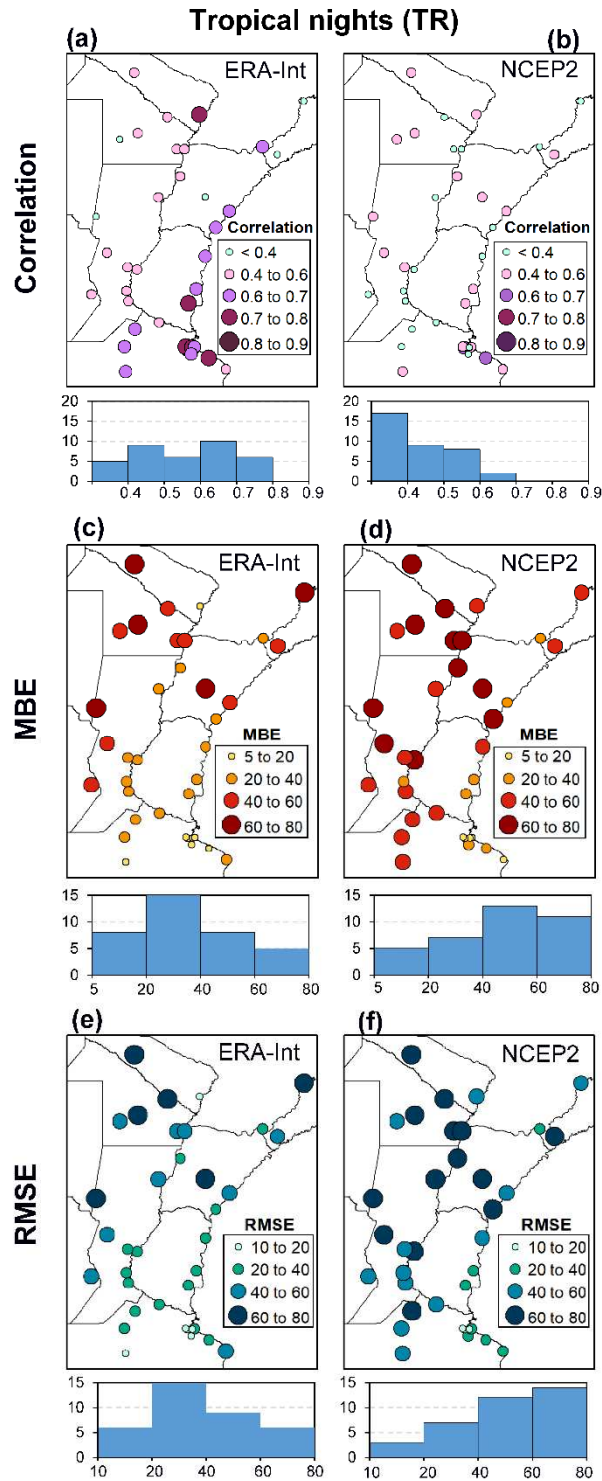 Tropical nights (TR)
(a)
(b)
ERA-Int
NCEP2
Correlation
Correlation
< 0.4
0.4 to 0.6
0.6 to 0.7
0.7 to 0.8
0.8 to 0.9
Correlation
< 0.4
0.4 to 0.6
0.6 to 0.7
0.7 to 0.8
0.8 to 0.9
20
15
10
5
0
0.4 0.5 0.6 0.7 0.8 0.9
20
15
10
5
0
0.4 0.5 0.6 0.7 0.8 0.9
(c)
(d)
ERA-Int
NCEP2
MBE
MBE
5 to 20
20 to 40
40 to 60
60 to 80
MBE
5 to 20
20 to 40
40 to 60
60 to 80
15
10
5
0
5 20 40 60 80
15
10
5
0
5 20 40 60 80
(e)
(f)
ERA-Int
NCEP2
RMSE
RMSE
10 to 20
20 to 40
40 to 60
60 to 80
RMSE
10 to 20
20 to 40
40 to 60
60 to 80
15
10
5
0
10 20 40 60 80
15
10
5
0
10 20 40 60 80